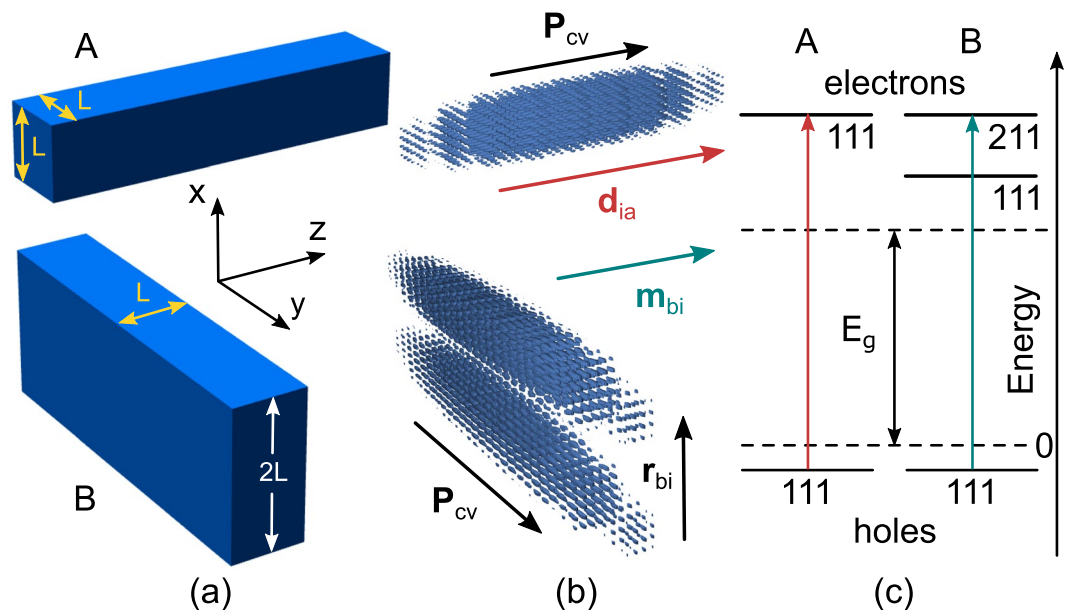 A
L
L
x
z
y
L
2L
B
(a)
P_cv
d_ia
m_bi
r_bi
P_cv
(b)
A B
electrons
111 211
111
E_g
Energy
0
111 111
holes
(c)